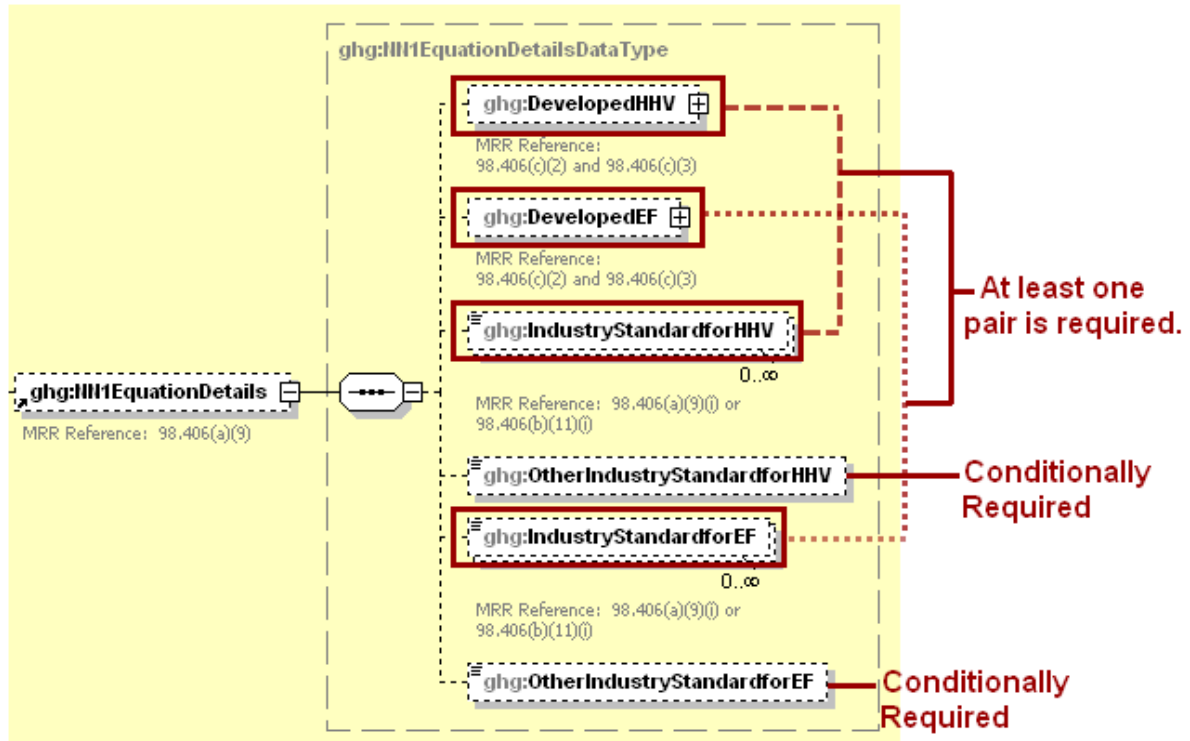 ghg:NN1EquationDetailsDataType
ghg:DevelopedHHV
MRR Reference:
98.406(c)(2) and 98.406(c)(3)
ghg:DevelopedEF
MRR Reference:
98.406(c)(2) and 98.406(c)(3)
At least one
pair is required.
ghg:IndustryStandardforHHV
0..∞
ghg:NN1EquationDetails
MRR Reference: 98.406(a)(9)
MRR Reference: 98.406(a)(9)(i) or
98.406(b)(11)(i)
ghg:OtherIndustryStandardforHHV
Conditionally
Required
ghg:IndustryStandardforEF
0..∞
MRR Reference: 98.406(a)(9)(i) or
98.406(b)(11)(i)
ghg:OtherIndustryStandardforEF
Conditionally
Required